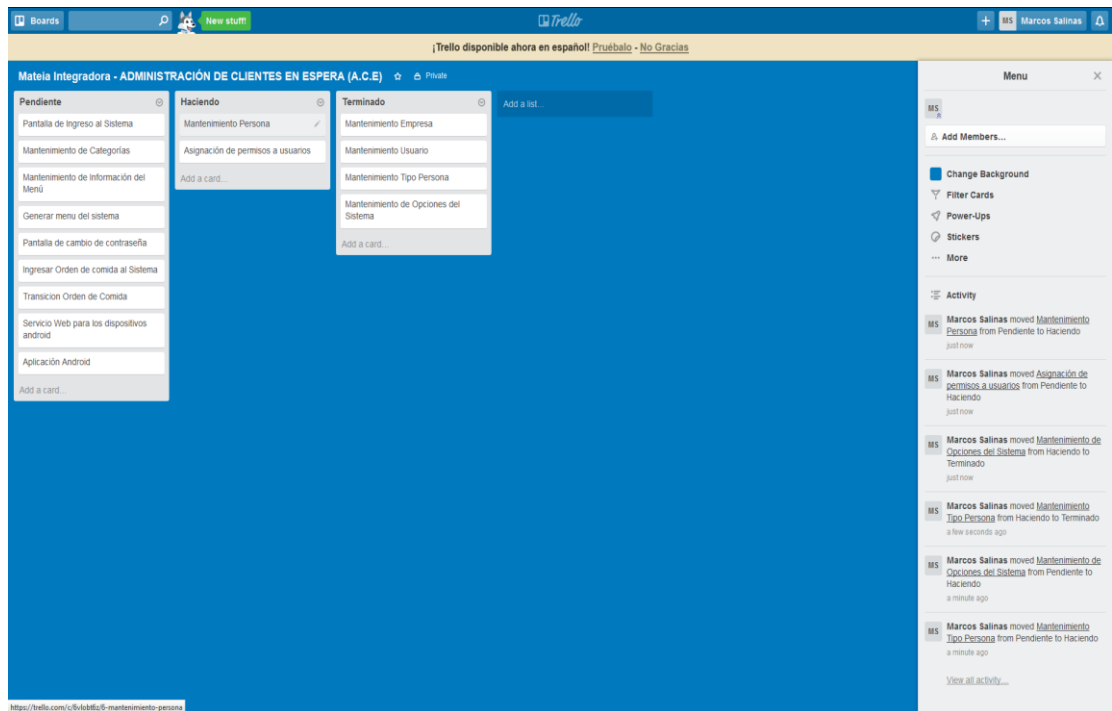 Boards
New stuff!
Trello
Marcos Salinas
¡Trello disponible ahora en español! Pruébalo - No Gracias
Mateia Integradora - ADMINISTRACIÓN DE CLIENTES EN ESPERA (A.C.E)
Private
Pendiente
Pantalla de Ingreso al Sistema
Mantenimiento de Categorías
Mantenimiento de Información del
Menú
Generar menu del sistema
Pantalla de cambio de contraseña
Ingresar Orden de comida al Sistema
Transicion Orden de Comida
Servicio Web para los dispositivos
android
Aplicación Android
Add a card...
Haciendo
Mantenimiento Persona
Asignación de permisos a usuarios
Add a card...
Terminado
Mantenimiento Empresa
Mantenimiento Usuario
Mantenimiento Tipo Persona
Mantenimiento de Opciones del
Sistema
Add a card...
Add a list...
Menu
MS
Add Members...
Change Background
Filter Cards
Power-Ups
Stickers
More
Activity
MS Marcos Salinas moved Mantenimiento
Persona from Pendiente to Haciendo
just now
MS Marcos Salinas moved Asignación de
permisos a usuarios from Pendiente to
Haciendo
just now
MS Marcos Salinas moved Mantenimiento de
Opciones del Sistema from Haciendo to
Terminado
just now
MS Marcos Salinas moved Mantenimiento
Tipo Persona from Haciendo to Terminado
a few seconds ago
MS Marcos Salinas moved Mantenimiento de
Opciones del Sistema from Pendiente to
Haciendo
a minute ago
MS Marcos Salinas moved Mantenimiento
Tipo Persona from Pendiente to Haciendo
a minute ago
View all activity...